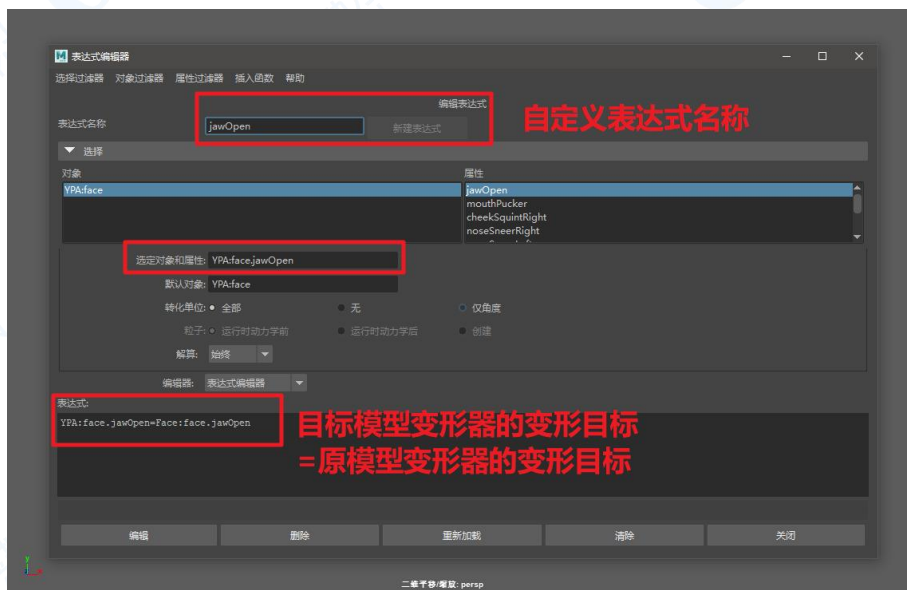 表达式编辑器
选择过滤器 对象过滤器 属性过滤器 插入函数 帮助
编辑表达式
表达式名称 jawOpen 新建表达式
自定义表达式名称
选择
对象 属性
YPA:face jawOpen
mouthPucker
cheekSquintRight
noseSneerRight
选定对象和属性: YPA:face.jawOpen
默认对象: YPA:face
转化单位: 全部 无 仅角度
粒子: 运行时动力学前 运行时动力学后 创建
解算: 始终
编辑器: 表达式编辑器
表达式:
YPA:face.jawOpen=Face:face.jawOpen
目标模型变形器的变形目标
=原模型变形器的变形目标
编辑 删除 重新加载 清除 关闭
二维平移/缩放: persp